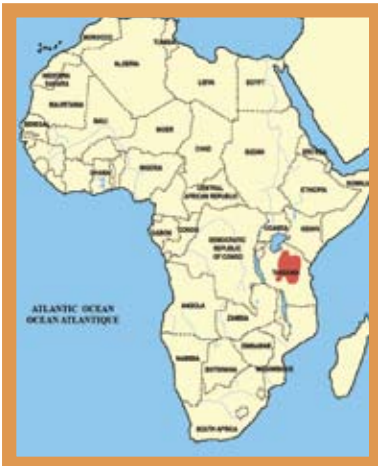 MOROCCO
TUNISIA
ALGERIA
LIBYA
EGYPT
WESTERN
SAHARA
MAURITANIA
MALI
NIGER
SENEGAL
CHAD
SUDAN
ERITREA
NIGERIA
GHANA
ETHIOPIA
SOMALIA
CENTRAL
AFRICAN REPUBLIC
UGANDA
KENYA
GABON
CONGO
DEMOCRATIC
REPUBLIC
OF CONGO
TANZANIA
ATLANTIC OCEAN
OCEAN ATLANTIQUE
ANGOLA
ZAMBIA
ZIMBABWE
MOZAMBIQUE
NAMIBIA
BOTSWANA
SOUTH AFRICA